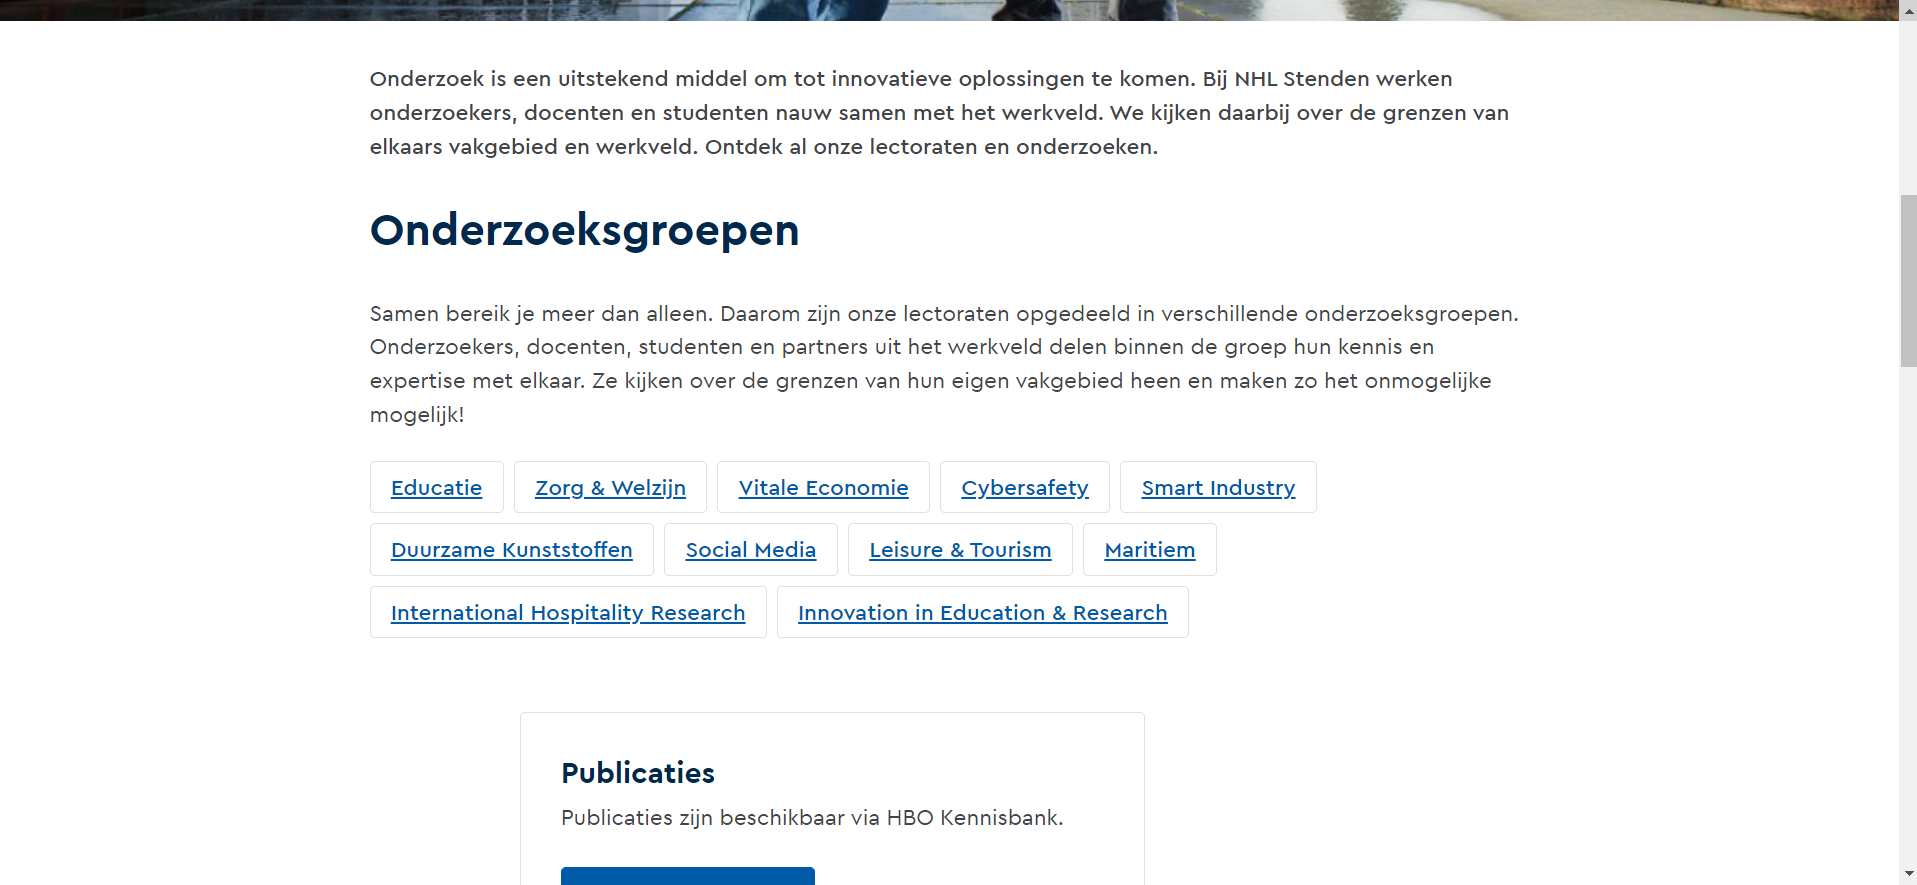 Onderzoek is een uitstekend middel om tot innovatieve oplossingen te komen. Bij NHL Stenden werken
onderzoekers, docenten en studenten nauw samen met het werkveld. We kijken daarbij over de grenzen van
elkaars vakgebied en werkveld. Ontdek al onze lectoraten en onderzoeken.
Onderzoeksgroepen
Samen bereik je meer dan alleen. Daarom zijn onze lectoraten opgedeeld in verschillende onderzoeksgroepen.
Onderzoekers, docenten, studenten en partners uit het werkveld delen binnen de groep hun kennis en
expertise met elkaar. Ze kijken over de grenzen van hun eigen vakgebied heen en maken zo het onmogelijke
mogelijk!
Educatie Zorg & Welzijn Vitale Economie Cybersafety Smart Industry
Duurzame Kunststoffen Social Media Leisure & Tourism Maritiem
International Hospitality Research Innovation in Education & Research
Publicaties
Publicaties zijn beschikbaar via HBO Kennisbank.